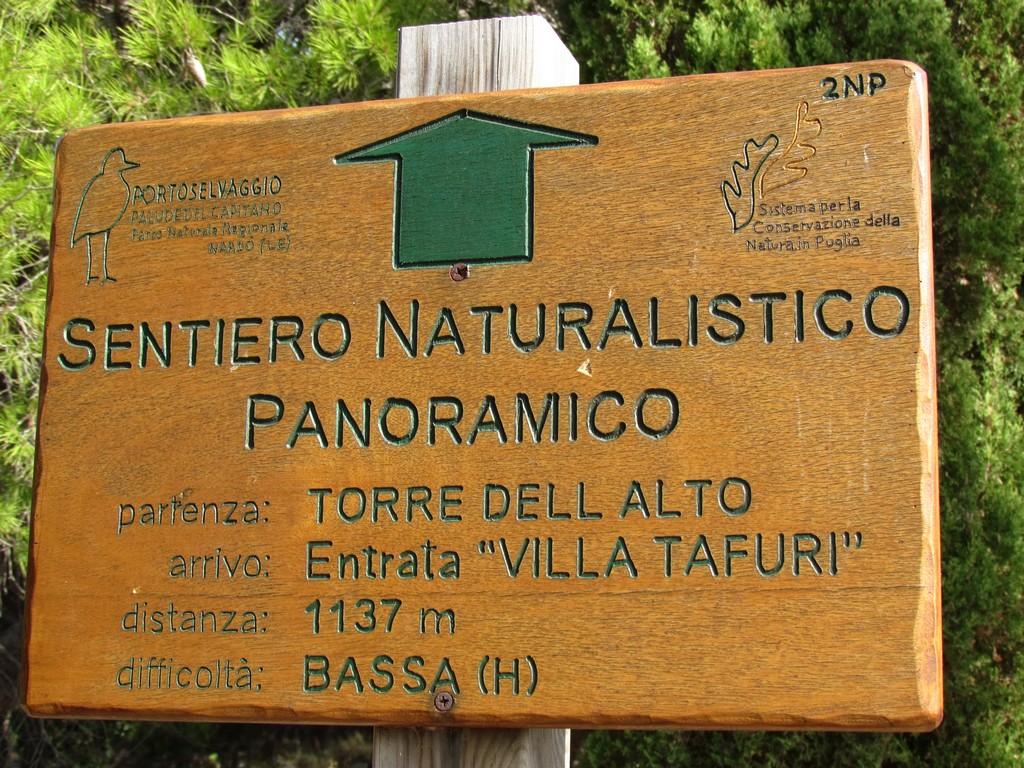 2NP
PORTOSELVAGGIO
PALUDE DEL CAPITANO
Parco Naturale Regionale
NARDO (LE)
Sistema per la
Conservazione della
Natura in Puglia
SENTIERO NATURALISTICO
PANORAMICO
partenza: TORRE DELL ALTO
arrivo: Entrata "VILLA TAFURI"
distanza: 1137 m
difficoltà: BASSA (H)